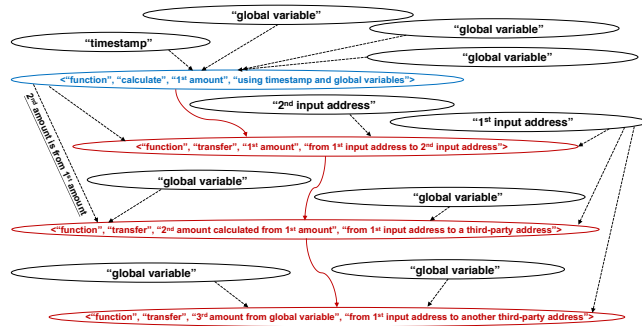 “global variable”
“global variable”
“timestamp”
“global variable”
<“function”, “calculate”, “1st amount”, “using timestamp and global variables”>
“2nd input address”
“1st input address”
2nd amount is from 1st amount
<“function”, “transfer”, “1st amount”, “from 1st input address to 2nd input address”>
“global variable”
“global variable”
<“function”, “transfer”, “2nd amount calculated from 1st amount”, “from 1st input address to a third-party address”>
“global variable”
“global variable”
<“function”, “transfer”, “3rd amount from global variable”, “from 1st input address to another third-party address”>